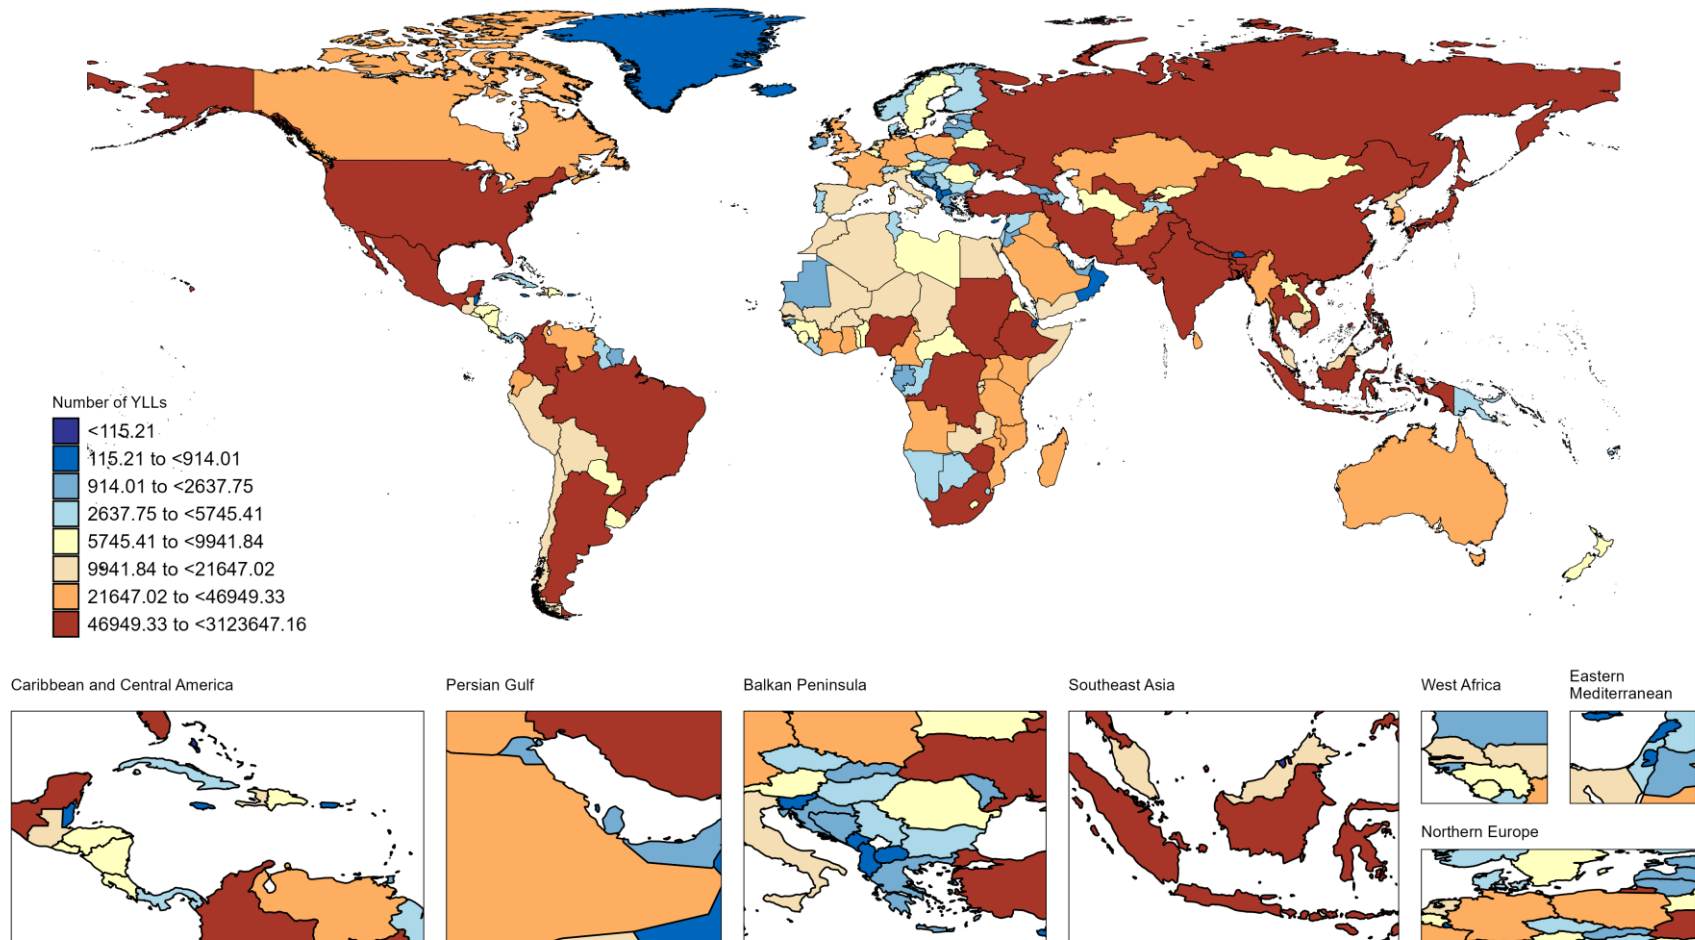 Number of YLLs
<115.21
115.21 to <914.01
914.01 to <2637.75
2637.75 to <5745.41
5745.41 to <9941.84
9941.84 to <21647.02
21647.02 to <46949.33
46949.33 to <3123647.16
Caribbean and Central America
Persian Gulf
Balkan Peninsula
Southeast Asia
West Africa
Eastern
Mediterranean
Northern Europe